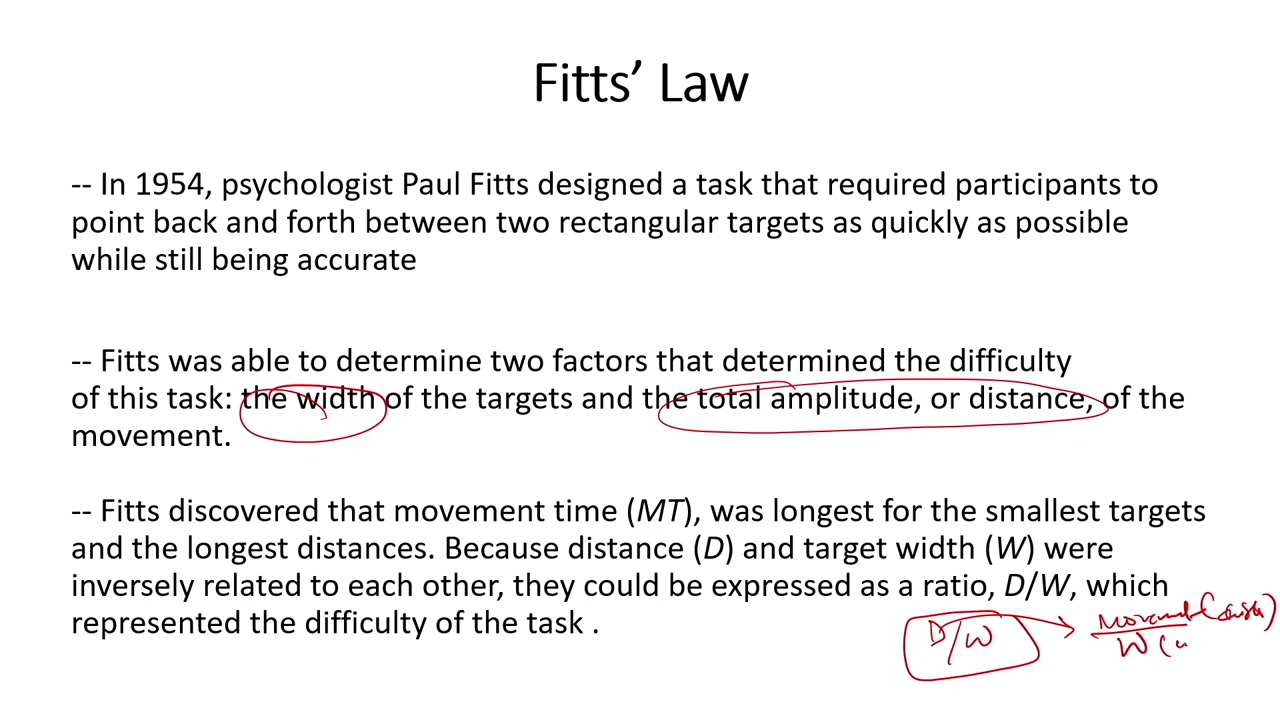 Fitts’ Law
-- In 1954, psychologist Paul Fitts designed a task that required participants to
point back and forth between two rectangular targets as quickly as possible
while still being accurate
-- Fitts was able to determine two factors that determined the difficulty
of this task: the width of the targets and the total amplitude, or distance, of the
movement.
-- Fitts discovered that movement time (MT), was longest for the smallest targets
and the longest distances. Because distance (D) and target width (W) were
inversely related to each other, they could be expressed as a ratio, D/W, which
represented the difficulty of the task .
D/W
W